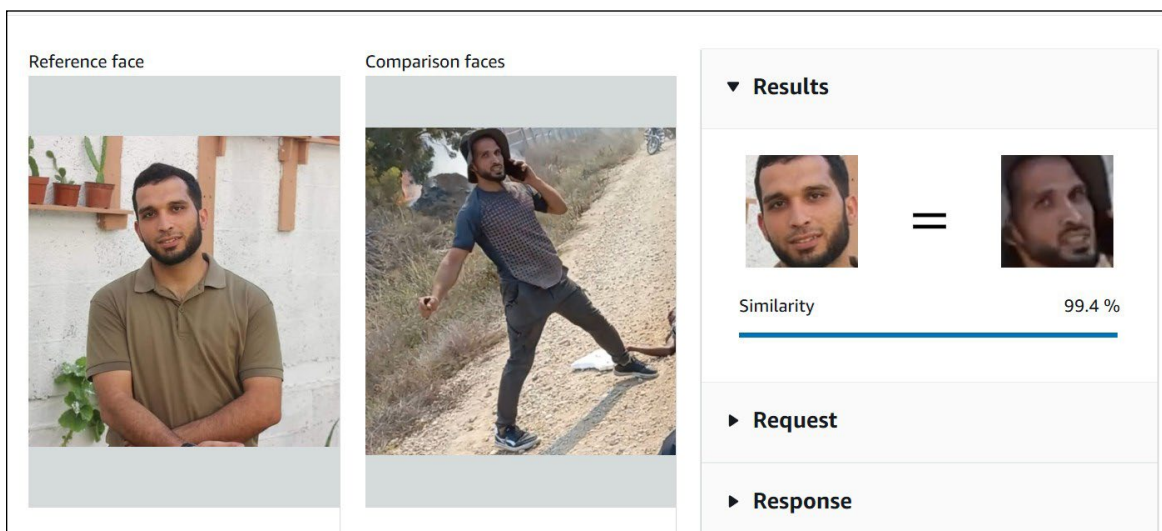 Reference face
Comparison faces
Results
=
Similarity 99.4 %
Request
Response